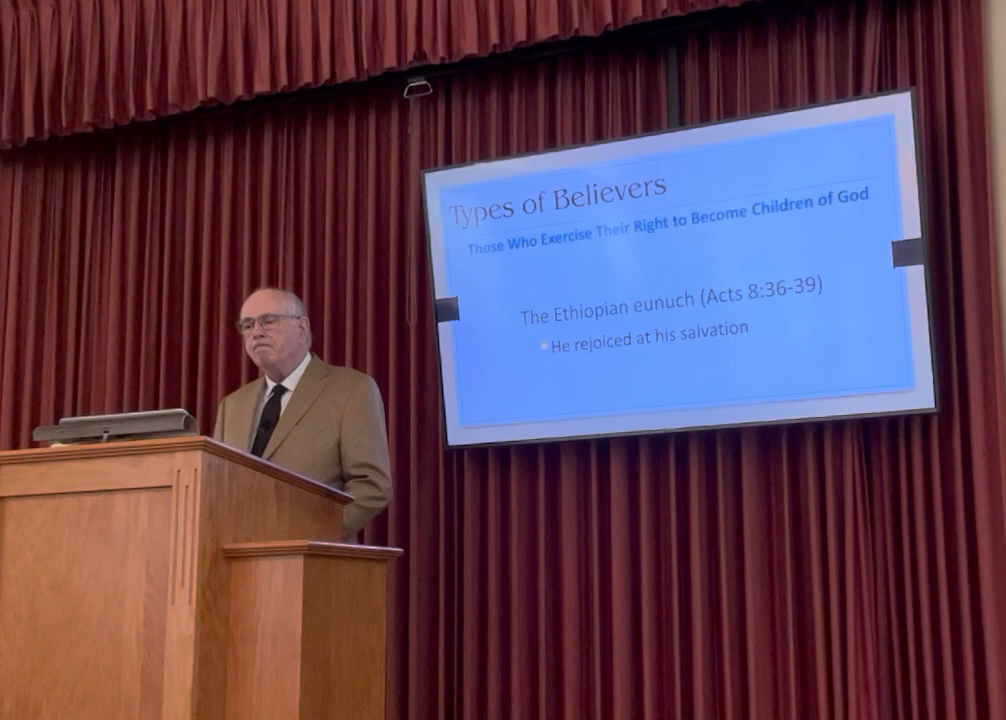 Types of Believers
Those Who Exercise Their Right to Become Children of God
The Ethiopian eunuch (Acts 8:36-39)
He rejoiced at his salvation